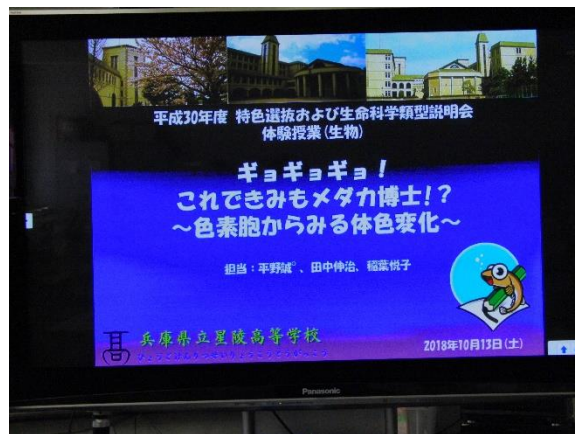 平成30年度 特色選抜および生命科学類型説明会
体験授業(生物)
ギョギョギョ!
これできみもメダカ博士!?
~色素胞からみる体色変化~
担当:平野誠°、田中伸治、稲葉悦子
兵庫県立星陵高等学校
2018年10月13日(土)
Panasonic